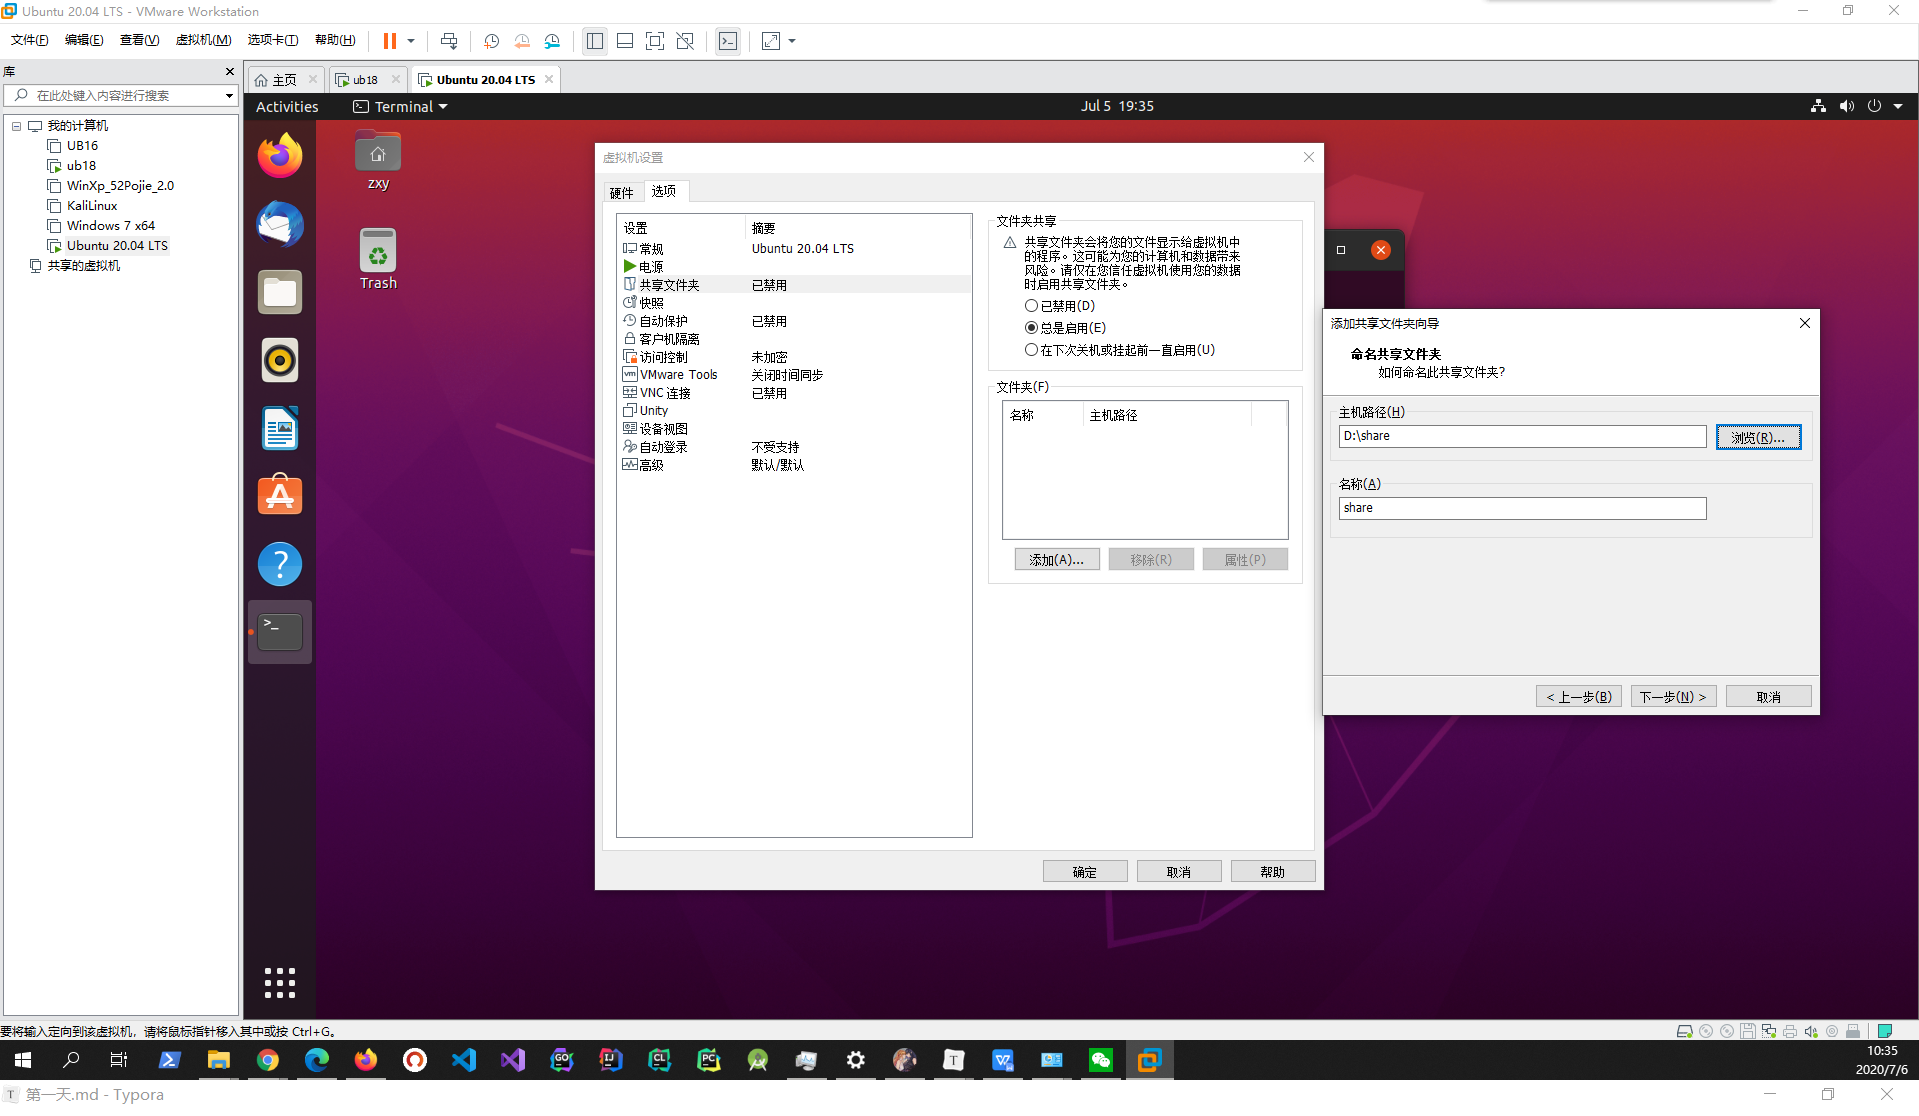 Ubuntu 20.04 LTS - VMware Workstation
文件(F) 编辑(E) 查看(V) 虚拟机(M) 选项卡(T) 帮助(H)
库
在此处键入内容进行搜索
我的计算机
UB16
ub18
WinXp_52Pojie_2.0
KaliLinux
Windows 7 x64
Ubuntu 20.04 LTS
共享的虚拟机
主页
ub18
Ubuntu 20.04 LTS
Activities
Terminal
Jul 5 19:35
zxy
Trash
虚拟机设置
硬件
选项
设置 摘要
常规 Ubuntu 20.04 LTS
电源
共享文件夹 已禁用
快照
自动保护 已禁用
客户机隔离
访问控制 未加密
VMware Tools 关闭时间同步
VNC 连接 已禁用
Unity
设备视图
自动登录 不受支持
高级 默认/默认
文件夹共享
共享文件夹会将您的文件显示给虚拟机中
的程序。这可能为您的计算机和数据带来
风险。请仅在您信任虚拟机使用您的数据
时启用共享文件夹。
已禁用(D)
总是启用(E)
在下次关机或挂起前一直启用(U)
文件夹(F)
名称 主机路径
添加(A)... 移除(R) 属性(P)
确定 取消 帮助
添加共享文件夹向导
命名共享文件夹
如何命名此共享文件夹?
主机路径(H)
D:\share
浏览(R)...
名称(A)
share
< 上一步(B) 下一步(N) > 取消
要将输入定向到该虚拟机，请将鼠标指针移入其中或按 Ctrl+G。
10:35
2020/7/6
第一天.md - Typora